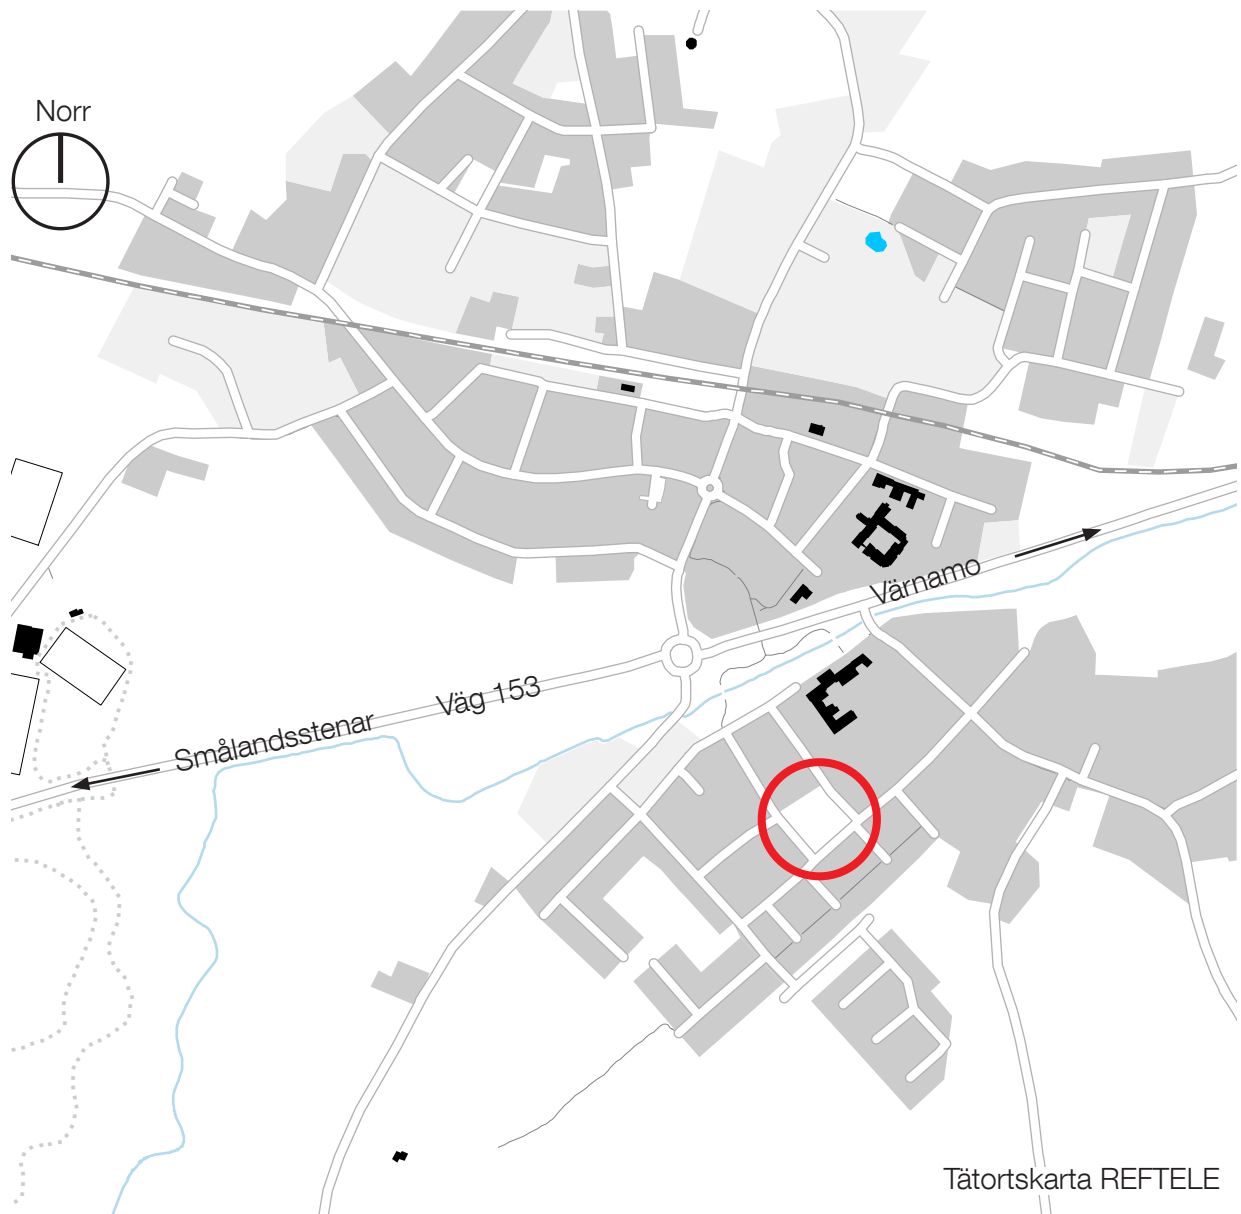 Norr
Värnamo
Väg 153
Smålandsstenar
Tätortskarta REFTELE